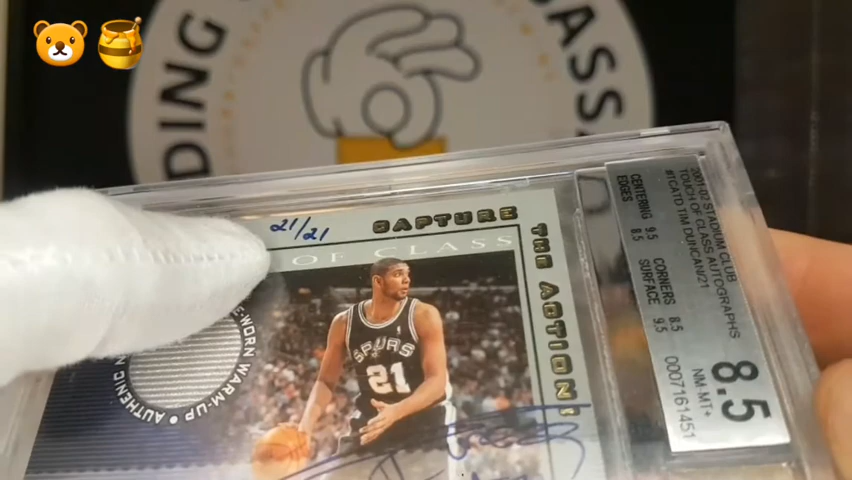 DING
ASS
21/21
CAPTURE
THE ACTION!
OF CLASS
E-WORN WARM-UP • AUTHENTIC
SPURS
21
2001-02 STADIUM CLUB
TOUCH OF CLASS AUTOGRAPHS
#TCATD TIM DUNCAN/21
CENTERING 9.5 CORNERS 8.5
EDGES 8.5 SURFACE 9.5
8.5
NM-MT+
0007161451